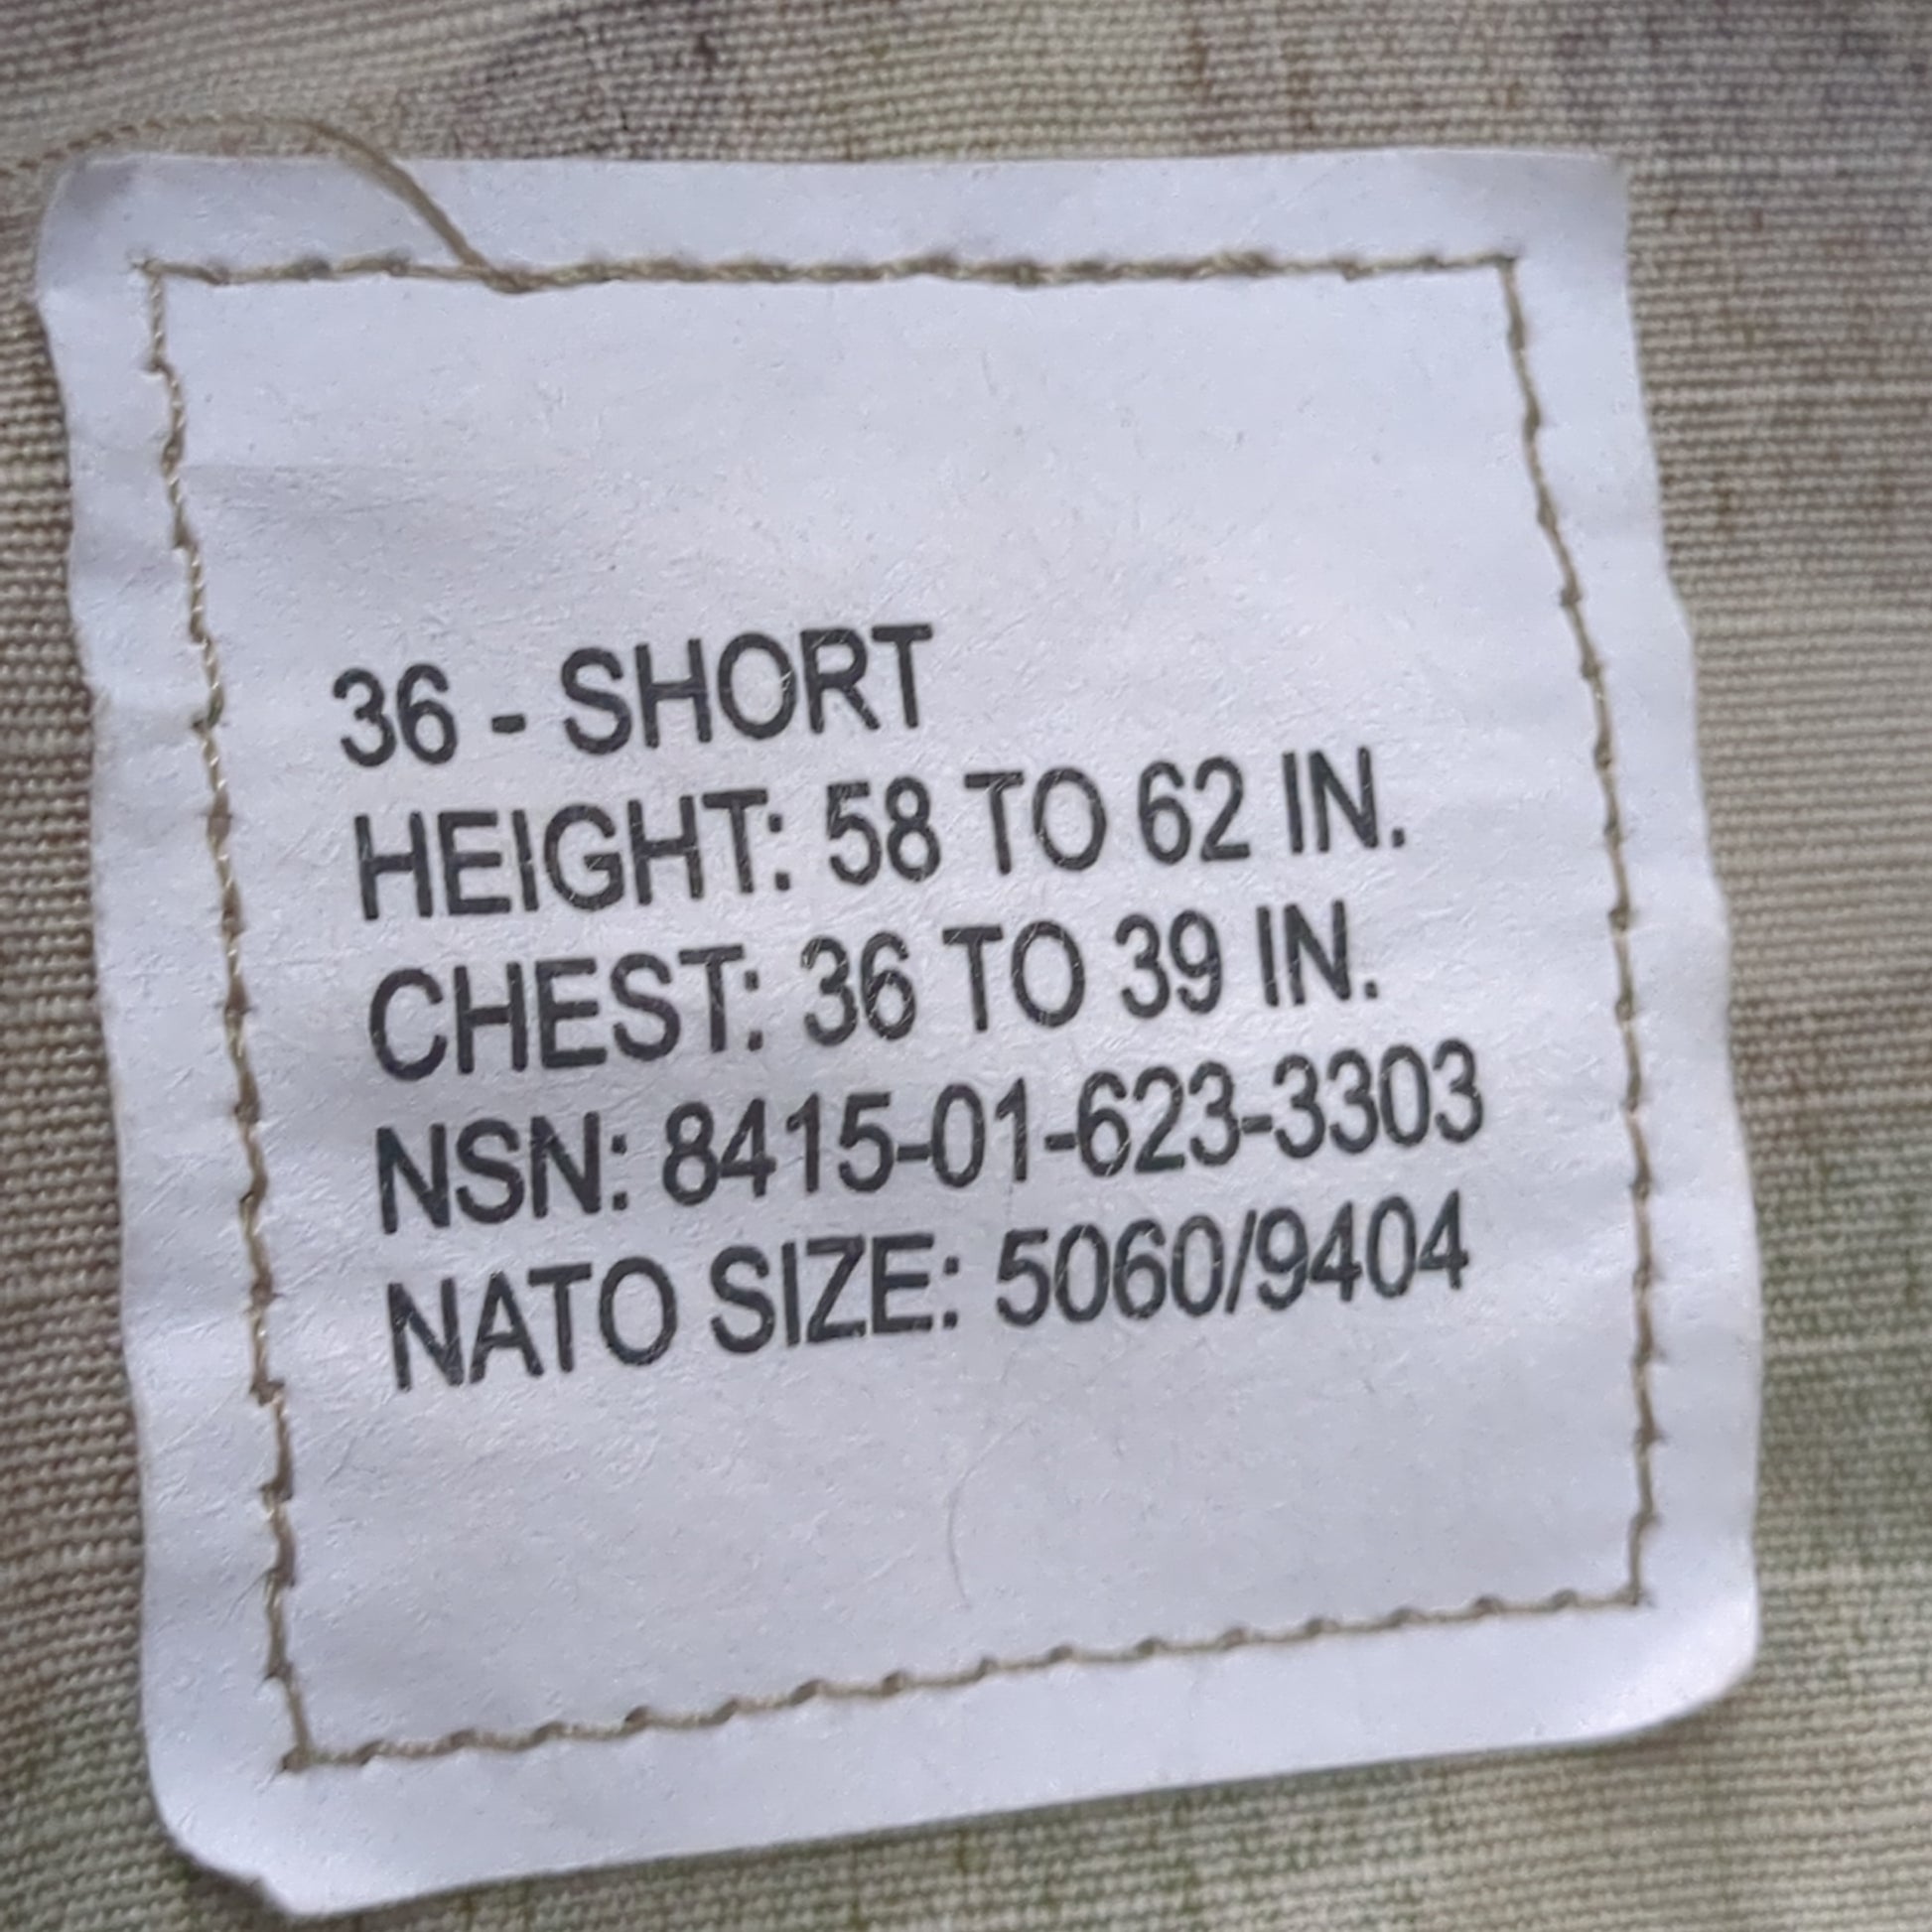 36 - SHORT
HEIGHT: 58 TO 62 IN.
CHEST: 36 TO 39 IN.
NSN: 8415-01-623-3303
NATO SIZE: 5060/9404